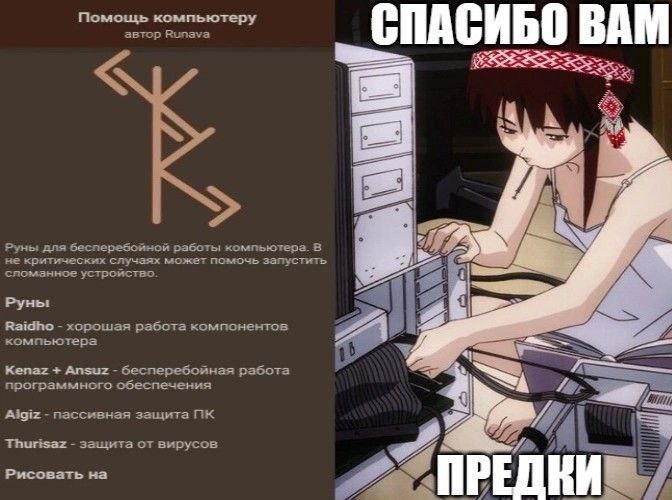 Помощь компьютеру
автор Runava
Руны для бесперебойной работы компьютера. В
не критических случаях может помочь запустить
сломанное устройство.
Руны
Raidho - хорошая работа компонентов
компьютера
Kenaz + Ansuz - бесперебойная работа
программного обеспечения
Algiz - пассивная защита ПК
Thurisaz - защита от вирусов
Рисовать на
СПАСИБО ВАМ
ПРЕДКИ